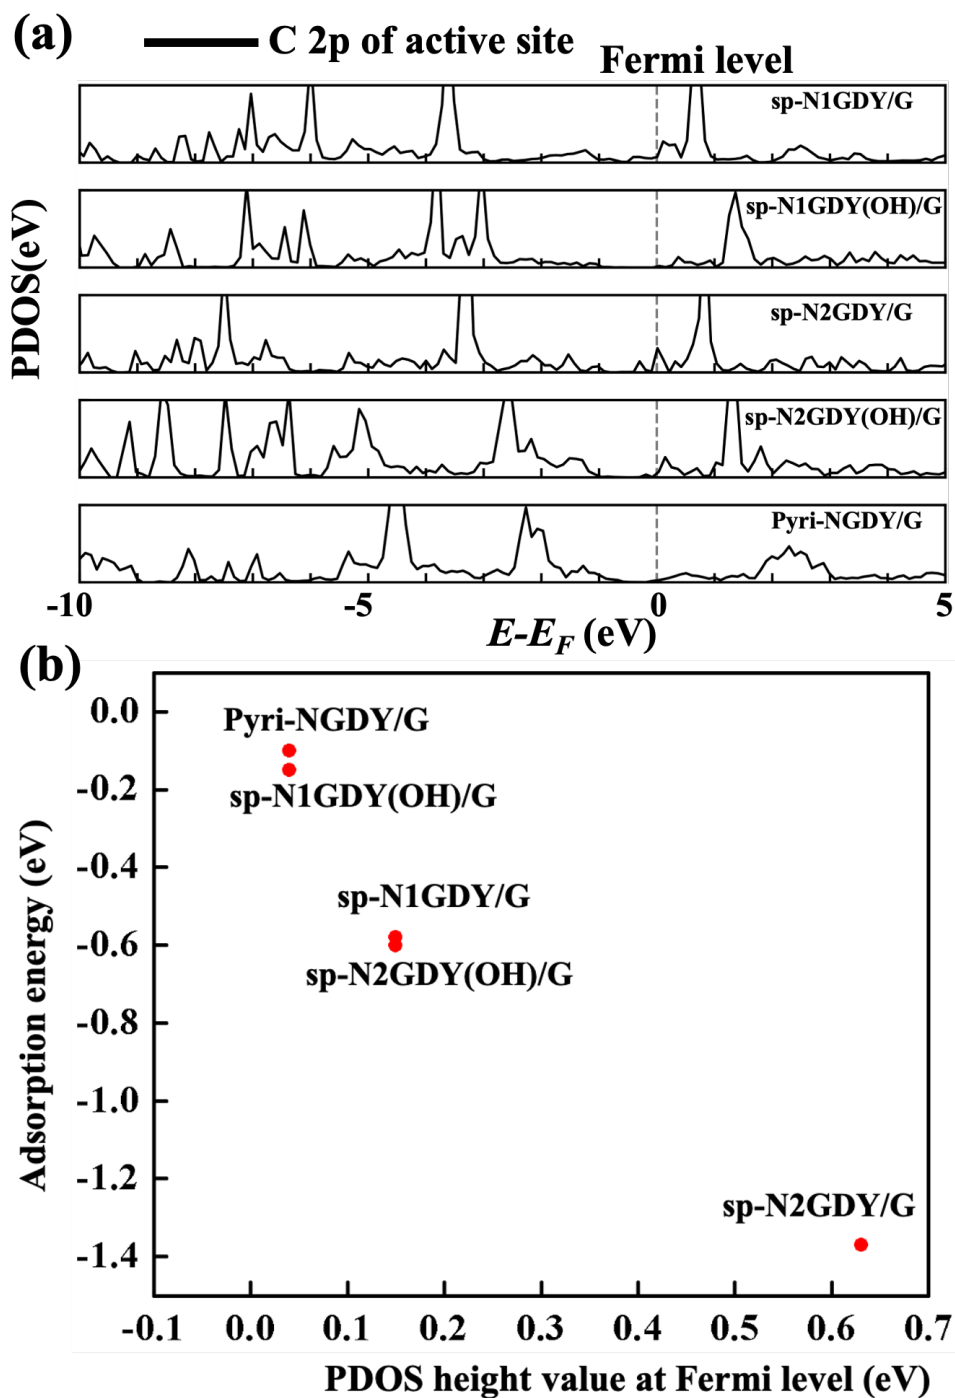 (a)
C 2p of active site
Fermi level
sp-N1GDY/G
sp-N1GDY(OH)/G
sp-N2GDY/G
sp-N2GDY(OH)/G
Pyri-NGDY/G
PDOS(eV)
-10 -5 0 5
E-EF (eV)
(b)
0.0
-0.2
-0.4
-0.6
-0.8
-1.0
-1.2
-1.4
Adsorption energy (eV)
Pyri-NGDY/G
sp-N1GDY(OH)/G
sp-N1GDY/G
sp-N2GDY(OH)/G
sp-N2GDY/G
-0.1 0.0 0.1 0.2 0.3 0.4 0.5 0.6 0.7
PDOS height value at Fermi level (eV)